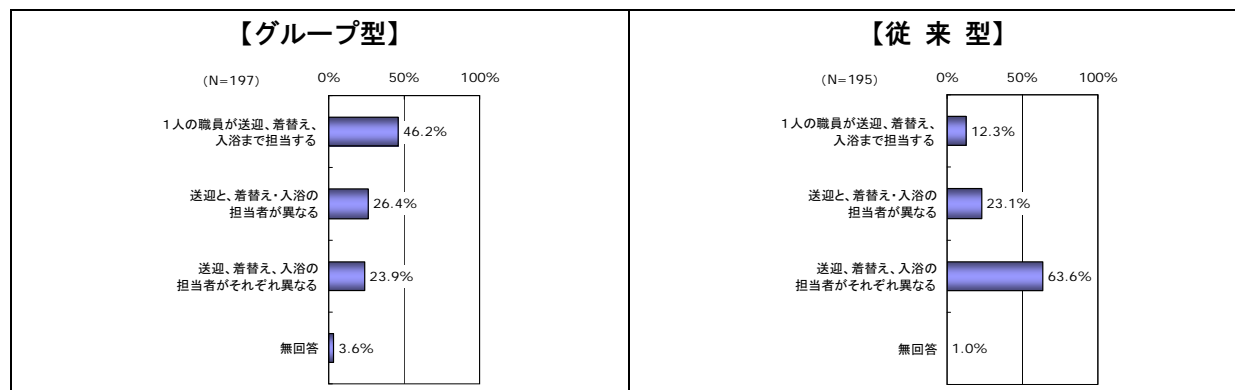 【グループ型】
(N=197)
0% 50% 100%
1人の職員が送迎、着替え、
入浴まで担当する
46.2%
送迎と、着替え・入浴の
担当者が異なる
26.4%
送迎、着替え、入浴の
担当者がそれぞれ異なる
23.9%
無回答
3.6%
【従 来 型】
(N=195)
0% 50% 100%
1人の職員が送迎、着替え、
入浴まで担当する
12.3%
送迎と、着替え・入浴の
担当者が異なる
23.1%
送迎、着替え、入浴の
担当者がそれぞれ異なる
63.6%
無回答
1.0%